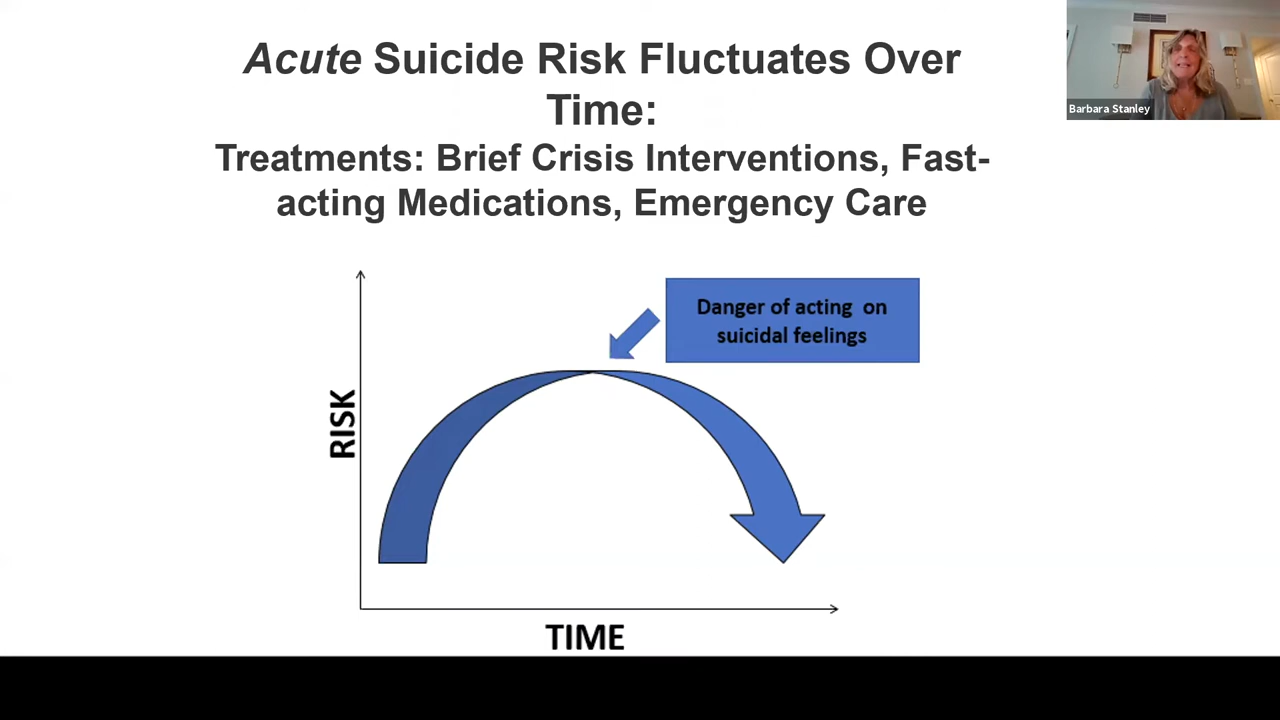 Acute Suicide Risk Fluctuates Over
Time:
Treatments: Brief Crisis Interventions, Fast-
acting Medications, Emergency Care
Barbara Stanley
Danger of acting on
suicidal feelings
RISK
TIME